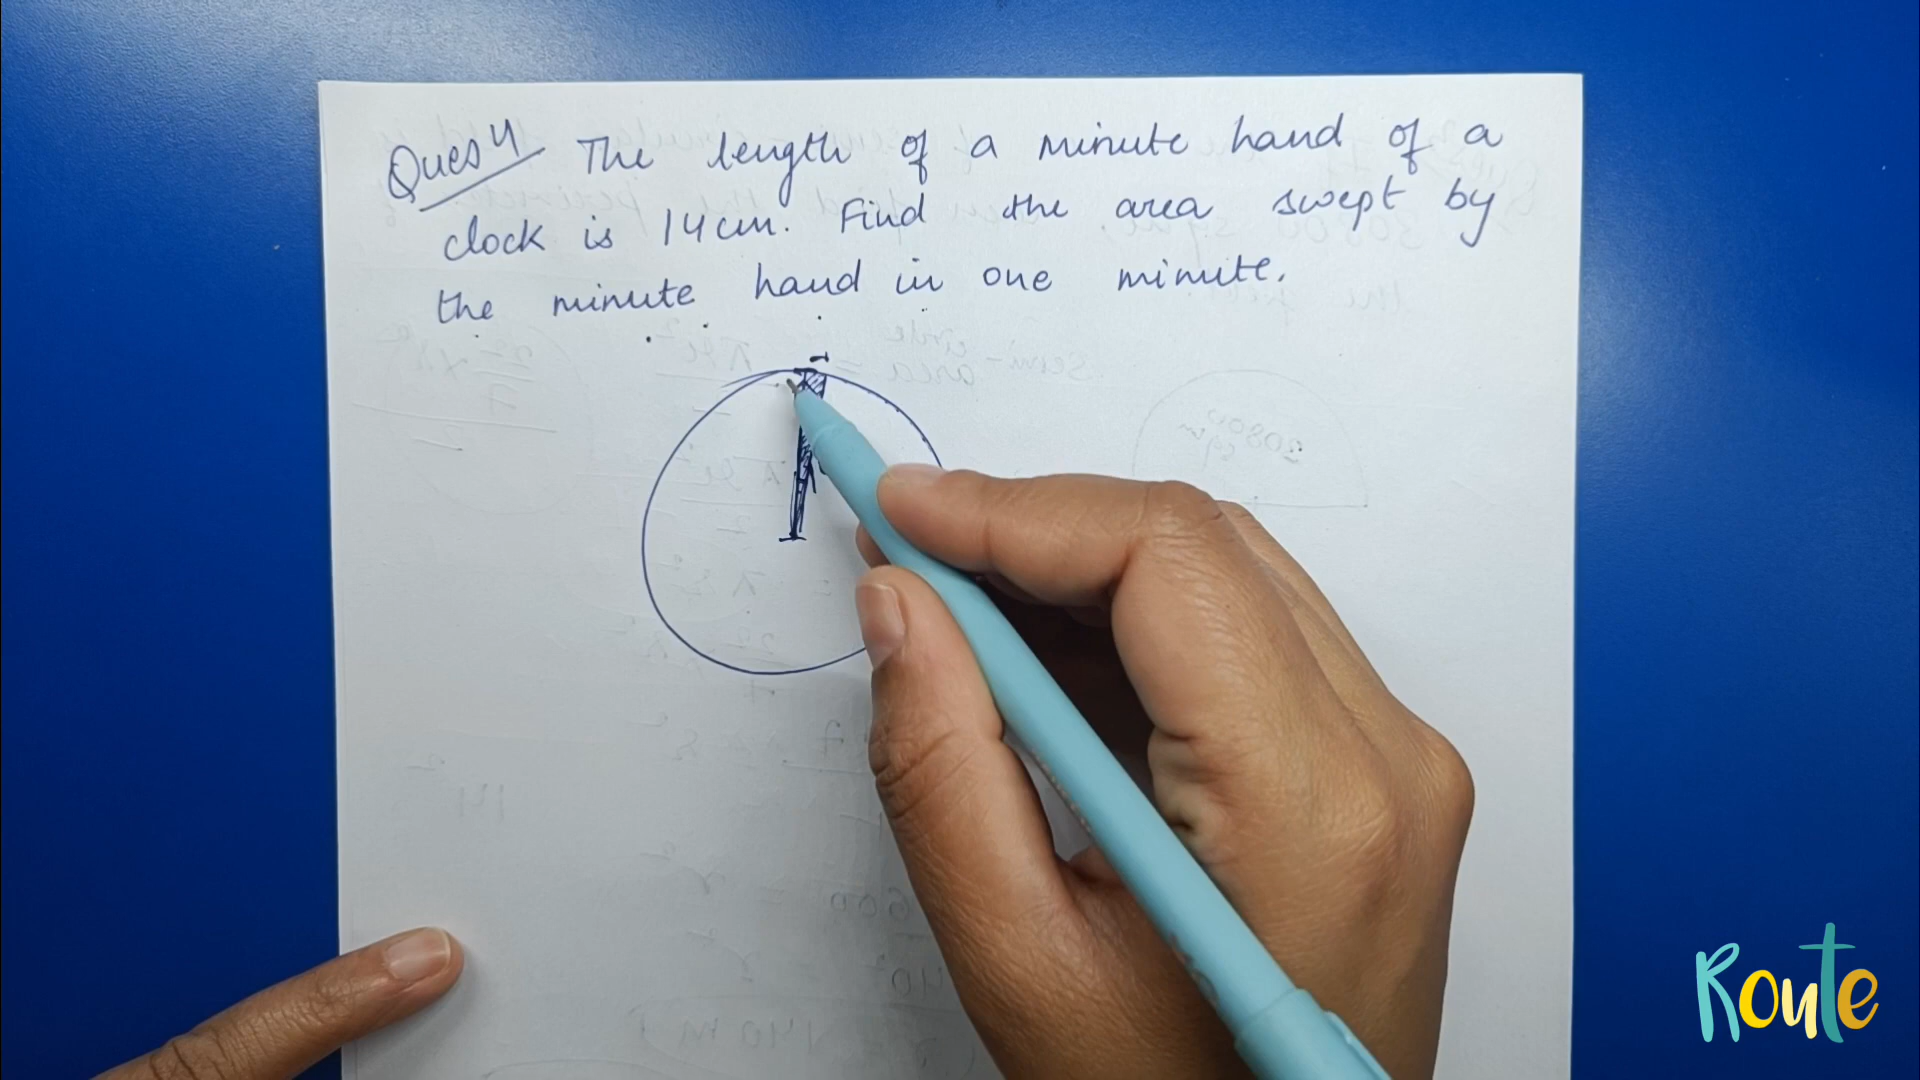 Ques 4 The length of a minute hand of a
clock is 14cm. Find the area swept by
the minute hand in one minute.
Route